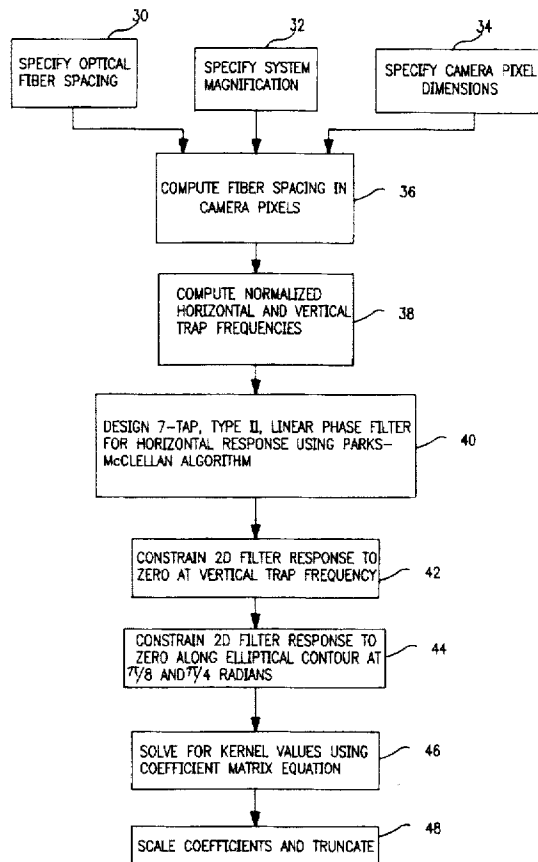 30
32
34
SPECIFY OPTICAL
FIBER SPACING
SPECIFY SYSTEM
MAGNIFICATION
SPECIFY CAMERA PIXEL
DIMENSIONS
COMPUTE FIBER SPACING IN
CAMERA PIXELS
36
COMPUTE NORMALIZED
HORIZONTAL AND VERTICAL
TRAP FREQUENCIES
38
DESIGN 7-TAP, TYPE II, LINEAR PHASE FILTER
FOR HORIZONTAL RESPONSE USING PARKS-
McCLELLAN ALGORITHM
40
CONSTRAIN 2D FILTER RESPONSE TO
ZERO AT VERTICAL TRAP FREQUENCY
42
CONSTRAIN 2D FILTER RESPONSE TO
ZERO ALONG ELLIPTICAL CONTOUR AT
π/8 AND π/4 RADIANS
44
SOLVE FOR KERNEL VALUES USING
COEFFICIENT MATRIX EQUATION
46
SCALE COEFFICIENTS AND TRUNCATE
48